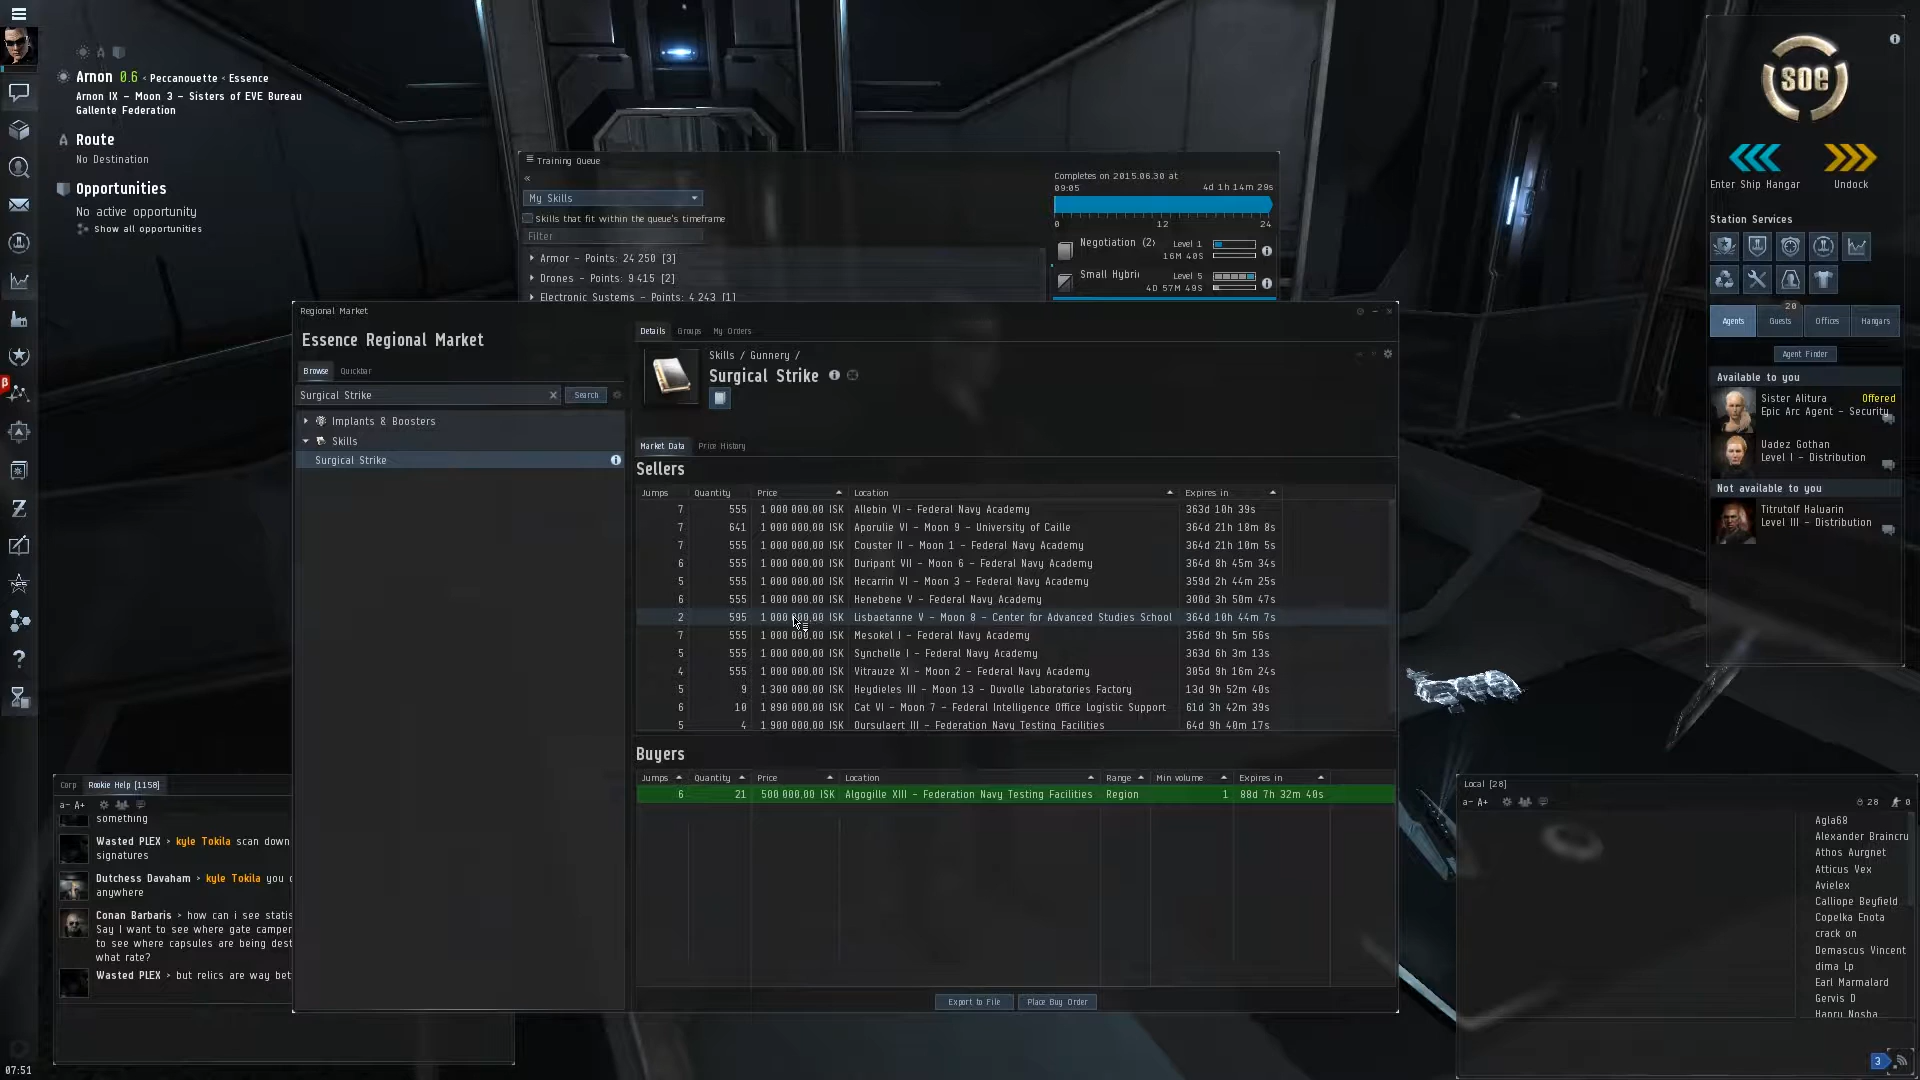 Arnon 0.6 < Peccanouette < Essence
Arnon IX - Moon 3 - Sisters of EVE Bureau
Gallente Federation
Route
No Destination
Opportunities
No active opportunity
Show all opportunities
Training Queue
«
My Skills
Skills that fit within the queue's timeframe
Filter
Armor - Points: 24 250 [3]
Drones - Points: 9 415 [2]
Electronic Systems - Points: 4 243 [1]
Completes on 2015.06.30 at
09:05
4d 1h 14m 29s
0 12 24
Negotiation (2x) Level 1
16M 40S
Small Hybri Level 5
4D 57M 49S
Regional Market
Essence Regional Market
Browse Quickbar
Surgical Strike Search
Implants & Boosters
Skills
Surgical Strike
Details Groups My Orders
Skills / Gunnery /
Surgical Strike
Market Data Price History
Sellers
Jumps Quantity Price Location Expires in
7 555 1 000 000,00 ISK Allebin VI - Federal Navy Academy 363d 10h 39s
7 641 1 000 000,00 ISK Aporulie VI - Moon 9 - University of Caille 364d 21h 18m 8s
7 555 1 000 000,00 ISK Couster II - Moon 1 - Federal Navy Academy 364d 21h 10m 5s
6 555 1 000 000,00 ISK Duripant VII - Moon 6 - Federal Navy Academy 364d 8h 45m 34s
5 555 1 000 000,00 ISK Hecarrin VI - Moon 3 - Federal Navy Academy 359d 2h 44m 25s
6 555 1 000 000,00 ISK Henebene V - Federal Navy Academy 300d 3h 50m 47s
2 595 1 000 000,00 ISK Lisbaetanne V - Moon 8 - Center for Advanced Studies School 364d 10h 44m 7s
7 555 1 000 000,00 ISK Mesokel I - Federal Navy Academy 356d 9h 5m 56s
5 555 1 000 000,00 ISK Synchelle I - Federal Navy Academy 363d 6h 3m 13s
4 555 1 000 000,00 ISK Vitrauze XI - Moon 2 - Federal Navy Academy 305d 9h 16m 24s
5 9 1 300 000,00 ISK Heydieles III - Moon 13 - Duvolle Laboratories Factory 13d 9h 52m 40s
6 10 1 890 000,00 ISK Cat VI - Moon 7 - Federal Intelligence Office Logistic Support 61d 3h 42m 39s
5 4 1 900 000,00 ISK Oursulaert III - Federation Navy Testing Facilities 64d 9h 40m 17s
Buyers
Jumps Quantity Price Location Range Min volume Expires in
6 21 500 000,00 ISK Algogille XIII - Federation Navy Testing Facilities Region 1 88d 7h 32m 40s
Export to File Place Buy Order
Corp Rookie Help [1158]
a- A+
something
Wasted PLEX > kyle Tokila scan down
signatures
Dutchess Davaham > kyle Tokila you c
anywhere
Conan Barbaris > how can i see statis
Say I want to see where gate camper
to see where capsules are being dest
what rate?
Wasted PLEX > but relics are way bet
07:51
β
SOE
Enter Ship Hangar Undock
Station Services
20
Agents Guests Offices Hangars
Agent Finder
Available to you
Sister Alitura Offered
Epic Arc Agent - Security
Uadez Gothan
Level I - Distribution
Not available to you
Titrutolf Haluarin
Level III - Distribution
Local [28]
a- A+
28 0
Agla68
Alexander Braincru
Athos Aurgnet
Atticus Vex
Avielex
Calliope Beyfield
Copelka Enota
crack on
Demascus Vincent
dima Lp
Earl Marmalard
Gervis D
Hanru Nosha
3